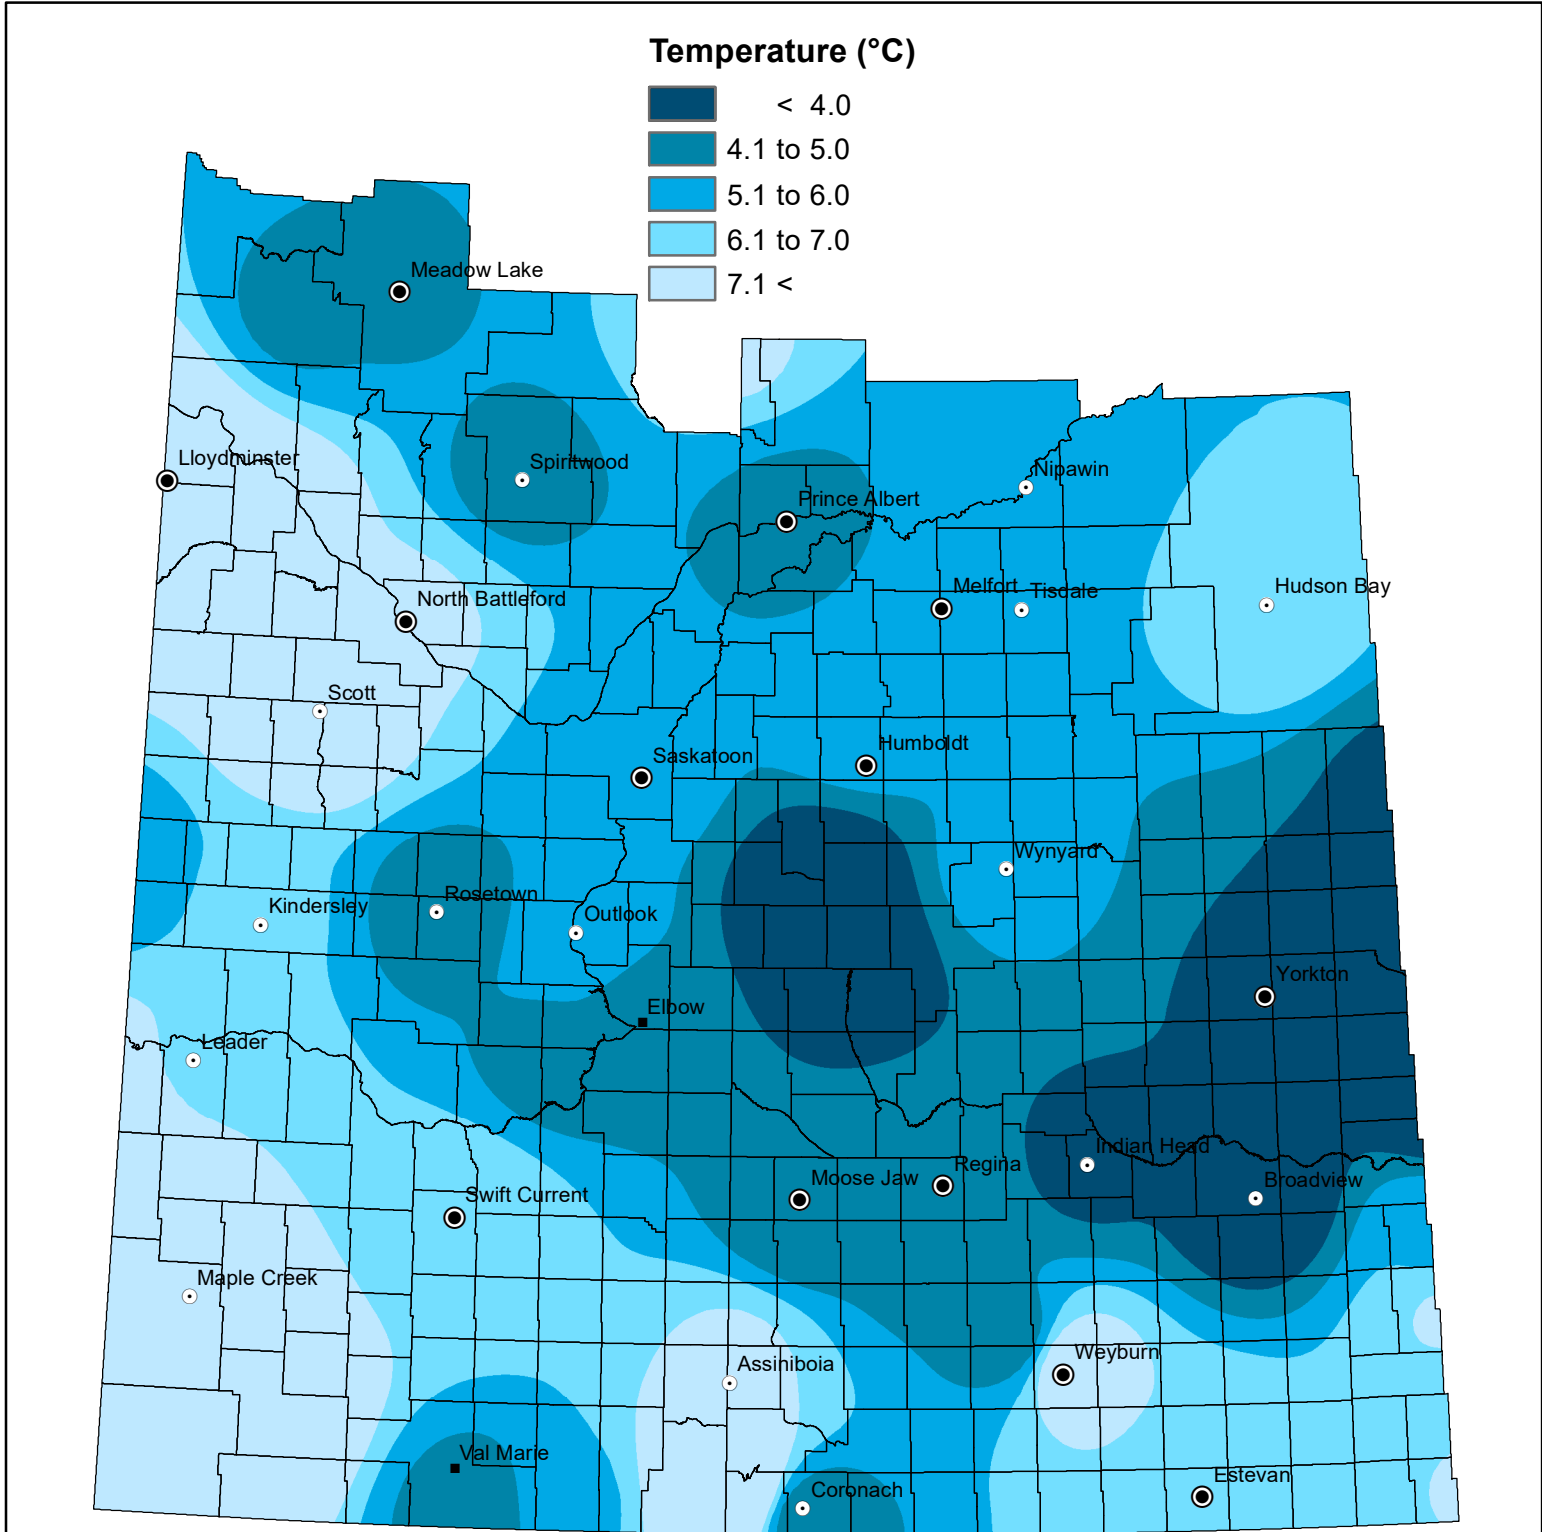 Temperature (°C)
< 4.0
4.1 to 5.0
5.1 to 6.0
6.1 to 7.0
7.1 <
Meadow Lake
Lloydminster
Spiritwood
Nipawin
Prince Albert
North Battleford
Melfort
Tisdale
Hudson Bay
Scott
Saskatoon
Humboldt
Wynyard
Rosetown
Kindersley
Outlook
Yorkton
Elbow
Leader
Indian Head
Regina
Moose Jaw
Broadview
Swift Current
Maple Creek
Weyburn
Assiniboia
Val Marie
Estevan
Coronach